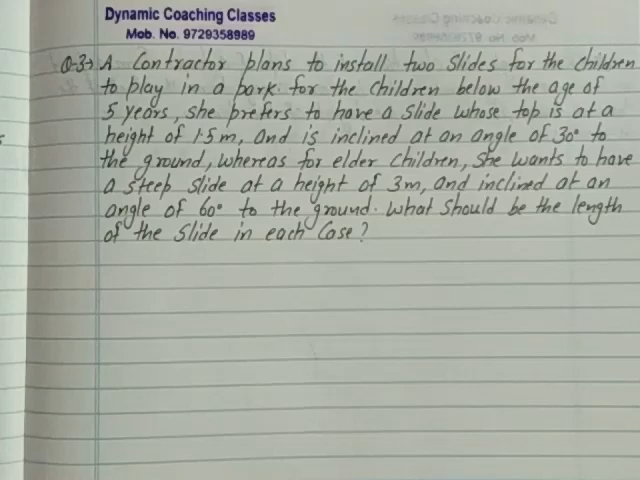 Dynamic Coaching Classes
Mob. No. 9729358989
Q-3→ A Contractor plans to install two slides for the children
to play in a park. for the children below the age of
5 years, she prefers to have a slide whose top is at a
height of 1.5m, and is inclined at an angle of 30° to
the ground, whereas for elder children, she wants to have
a steep slide at a height of 3m, and inclined at an
angle of 60° to the ground. what should be the length
of the slide in each case?